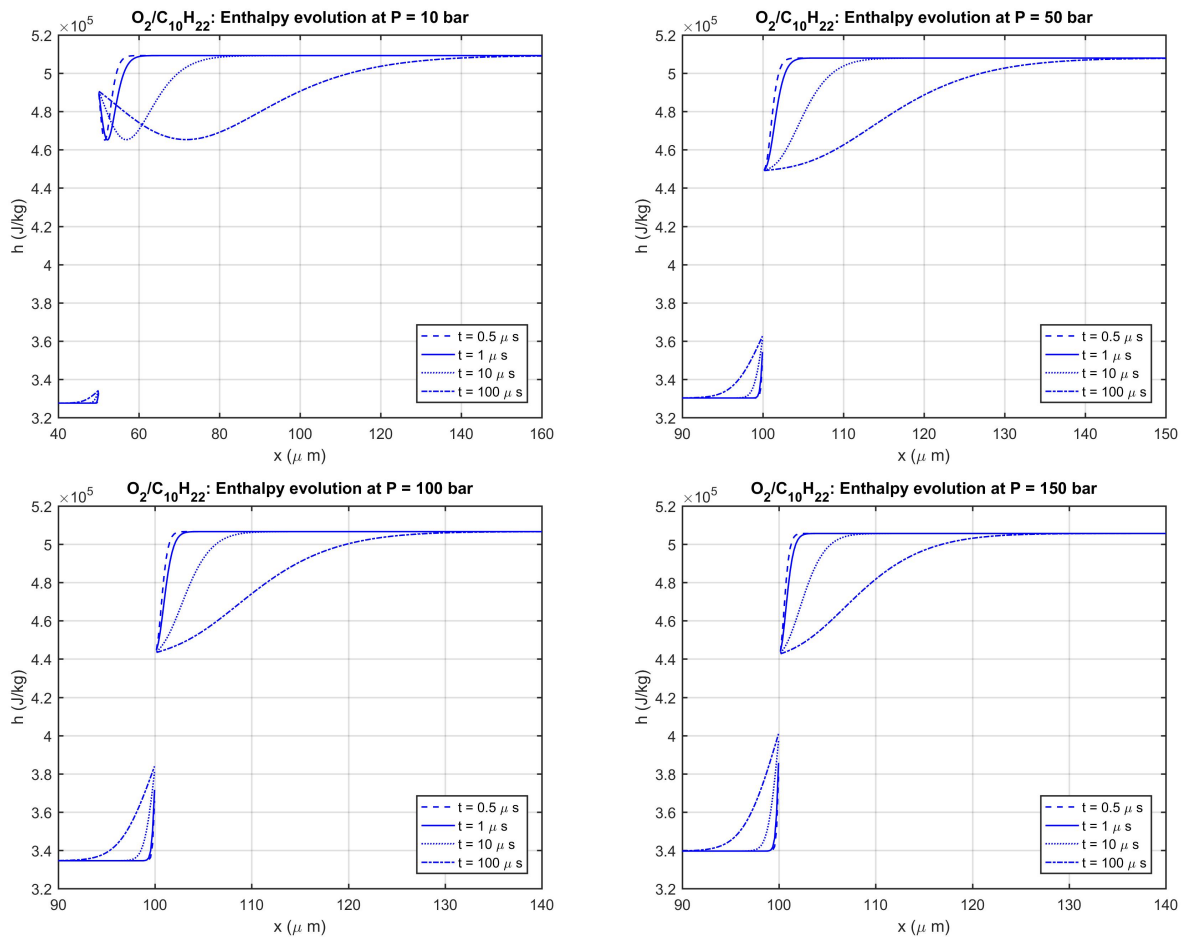 O2/C10H22: Enthalpy evolution at P = 10 bar
×10^5
5.2
5
4.8
4.6
4.4
4.2
4
3.8
3.6
3.4
3.2
h (J/kg)
40 60 80 100 120 140 160
x (μ m)
t = 0.5 μ s
t = 1 μ s
t = 10 μ s
t = 100 μ s
O2/C10H22: Enthalpy evolution at P = 50 bar
×10^5
5.2
5
4.8
4.6
4.4
4.2
4
3.8
3.6
3.4
3.2
h (J/kg)
90 100 110 120 130 140 150
x (μ m)
t = 0.5 μ s
t = 1 μ s
t = 10 μ s
t = 100 μ s
O2/C10H22: Enthalpy evolution at P = 100 bar
×10^5
5.2
5
4.8
4.6
4.4
4.2
4
3.8
3.6
3.4
3.2
h (J/kg)
90 100 110 120 130 140
x (μ m)
t = 0.5 μ s
t = 1 μ s
t = 10 μ s
t = 100 μ s
O2/C10H22: Enthalpy evolution at P = 150 bar
×10^5
5.2
5
4.8
4.6
4.4
4.2
4
3.8
3.6
3.4
3.2
h (J/kg)
90 100 110 120 130 140
x (μ m)
t = 0.5 μ s
t = 1 μ s
t = 10 μ s
t = 100 μ s